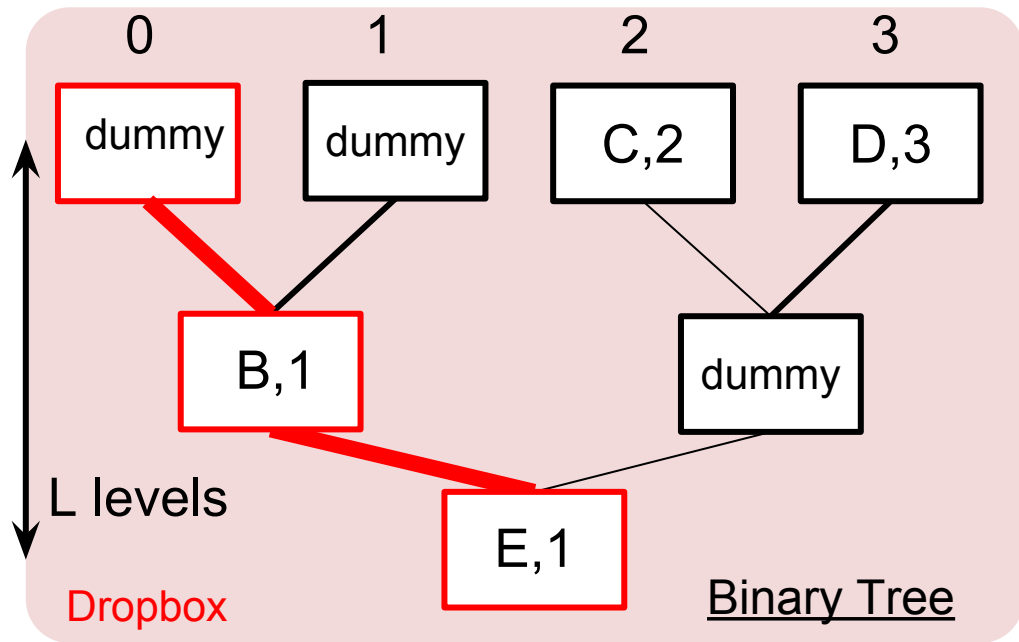 0 1 2 3
dummy dummy C,2 D,3
B,1 dummy
L levels
E,1
Dropbox Binary Tree